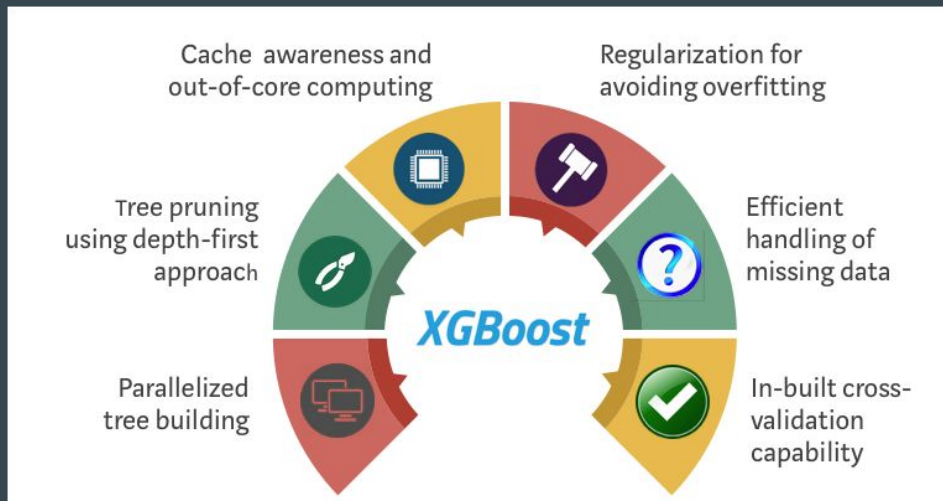 Cache awareness and
out-of-core computing
Regularization for
avoiding overfitting
Tree pruning
using depth-first
approach
Efficient
handling of
missing data
?
XGBoost
Parallelized
tree building
In-built cross-
validation
capability